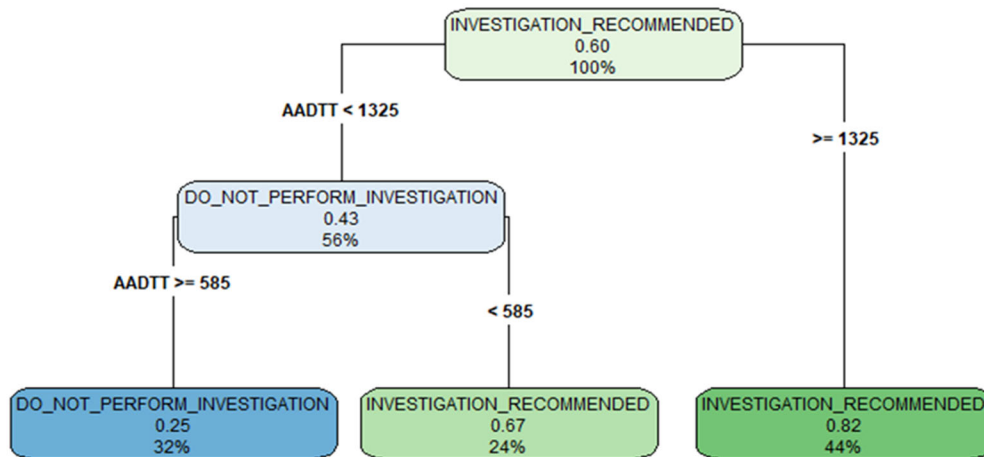 INVESTIGATION_RECOMMENDED
0.60
100%
AADTT < 1325
>= 1325
DO_NOT_PERFORM_INVESTIGATION
0.43
56%
AADTT >= 585
< 585
DO_NOT_PERFORM_INVESTIGATION
0.25
32%
INVESTIGATION_RECOMMENDED
0.67
24%
INVESTIGATION_RECOMMENDED
0.82
44%